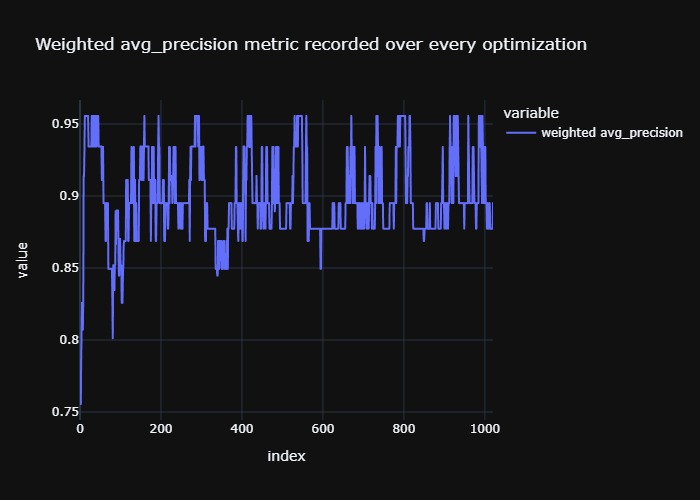 Weighted avg_precision metric recorded over every optimization
variable
weighted avg_precision
value
0.95
0.9
0.85
0.8
0.75
0
200
400
600
800
1000
index